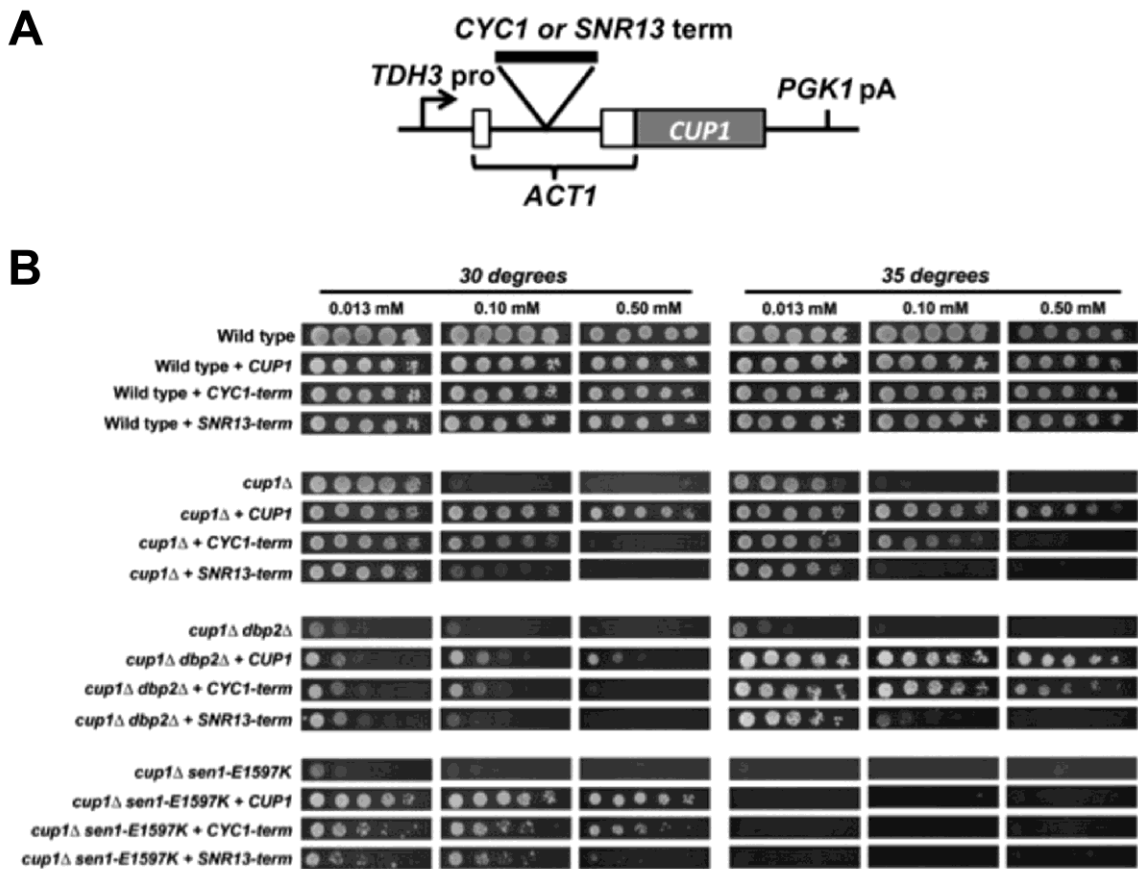 A
CYC1 or SNR13 term
TDH3 pro
PGK1 pA
CUP1
ACT1
B
30 degrees 35 degrees
0.013 mM 0.10 mM 0.50 mM 0.013 mM 0.10 mM 0.50 mM
Wild type
Wild type + CUP1
Wild type + CYC1-term
Wild type + SNR13-term
cup1Δ
cup1Δ + CUP1
cup1Δ + CYC1-term
cup1Δ + SNR13-term
cup1Δ dbp2Δ
cup1Δ dbp2Δ + CUP1
cup1Δ dbp2Δ + CYC1-term
cup1Δ dbp2Δ + SNR13-term
cup1Δ sen1-E1597K
cup1Δ sen1-E1597K + CUP1
cup1Δ sen1-E1597K + CYC1-term
cup1Δ sen1-E1597K + SNR13-term